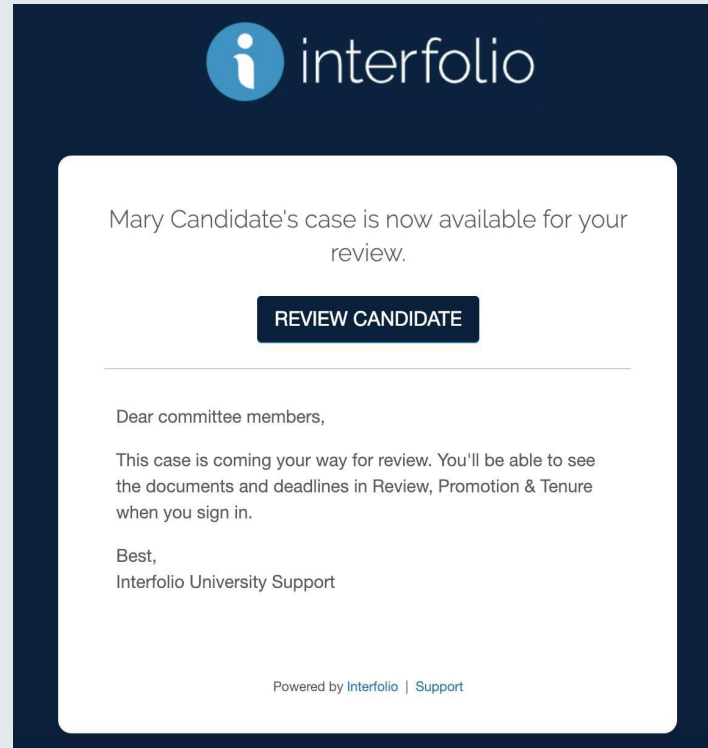 interfolio
Mary Candidate's case is now available for your
review.
REVIEW CANDIDATE
Dear committee members,
This case is coming your way for review. You'll be able to see
the documents and deadlines in Review, Promotion & Tenure
when you sign in.
Best,
Interfolio University Support
Powered by Interfolio | Support